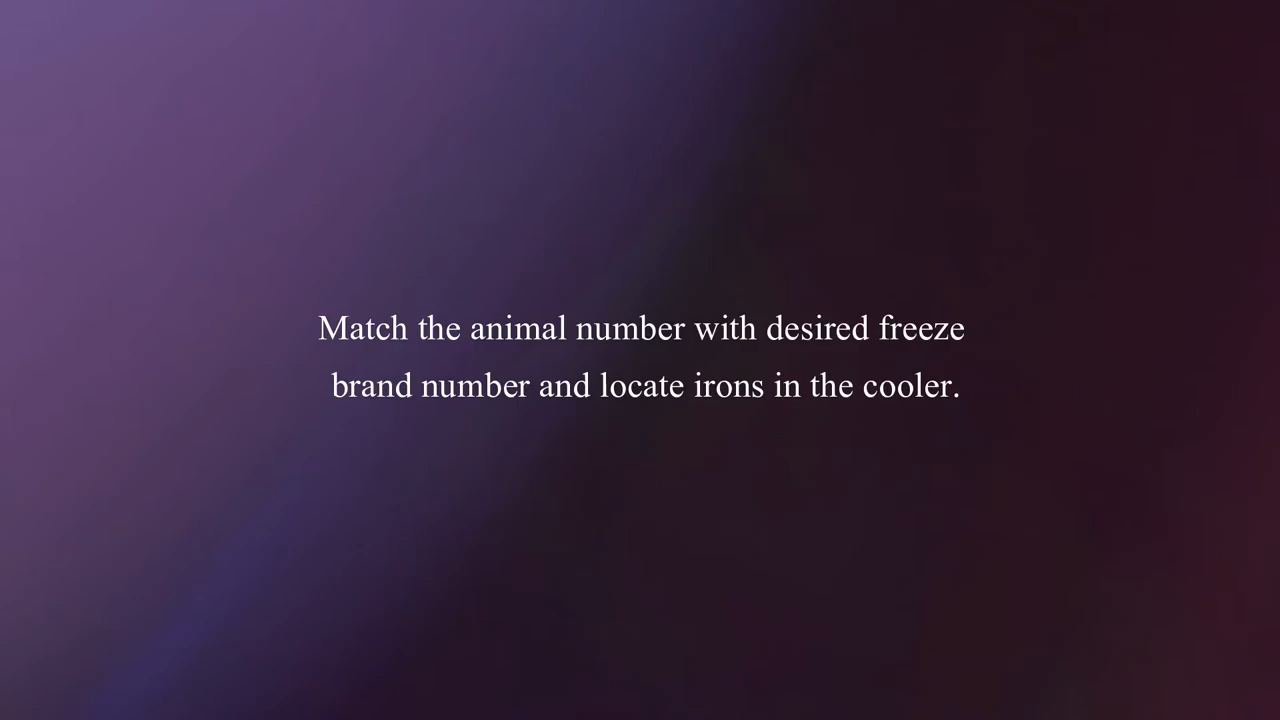 Match the animal number with desired freeze
brand number and locate irons in the cooler.